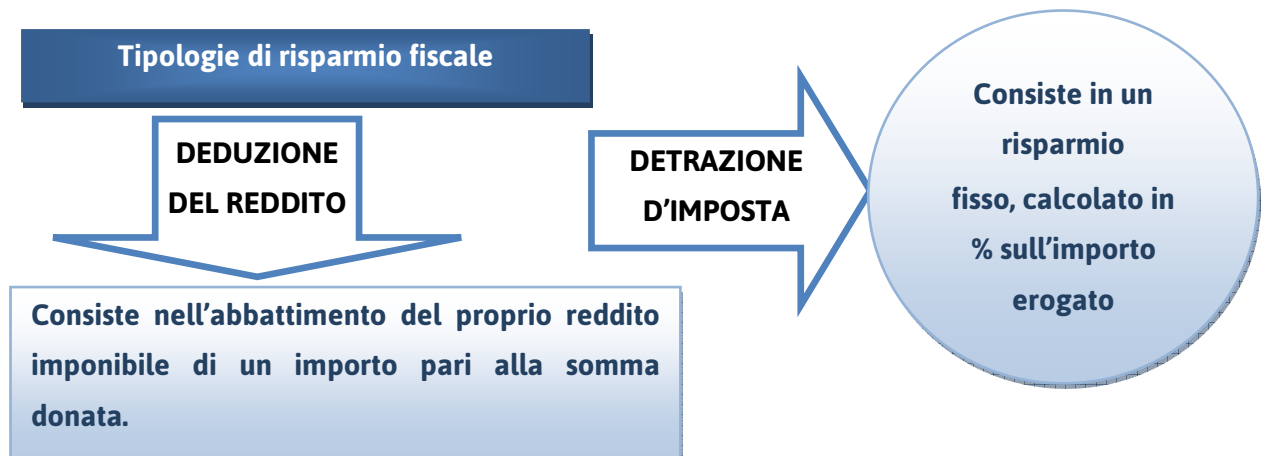 Tipologie di risparmio fiscale
DEDUZIONE
DEL REDDITO
Consiste nell’abbattimento del proprio reddito
imponibile di un importo pari alla somma
donata.
DETRAZIONE
D’IMPOSTA
Consiste in un
risparmio
fisso, calcolato in
% sull’importo
erogato